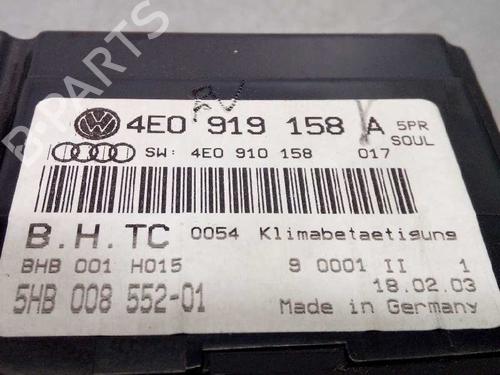 4E0 919 158 A 5PR
SOUL
SW: 4E0 910 158 017
B.H.TC 0054 Klimabetaetigung
BHB 001 H015 9 0001 II 1
5HB 008 552-01 18.02.03
Made in Germany
B-PARTS